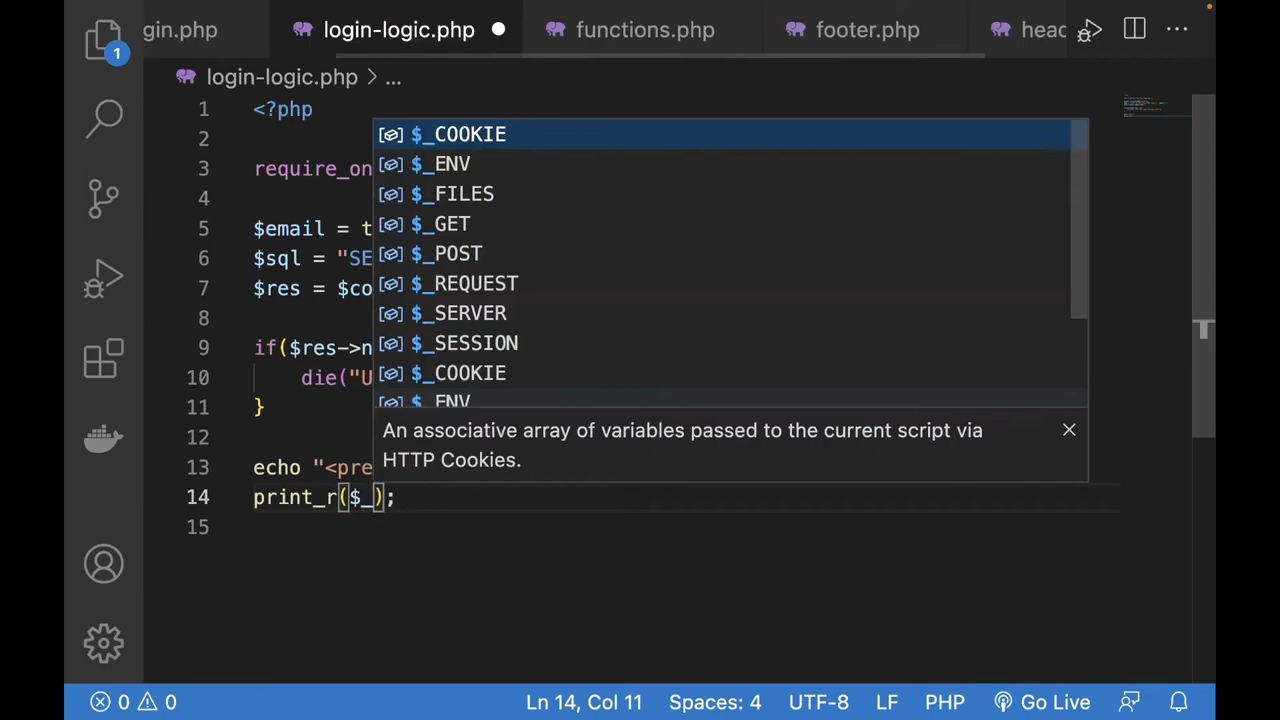 gin.php login-logic.php functions.php footer.php head
1
login-logic.php > ...
1 <?php
2
3 require_on
4
5 $email = t
6 $sql = "SE
7 $res = $co
8
9 if($res->n
10 die("U
11 }
12
13 echo "<pre
14 print_r($_);
15
$_COOKIE
$_ENV
$_FILES
$_GET
$_POST
$_REQUEST
$_SERVER
$_SESSION
$_COOKIE
$_ENV
An associative array of variables passed to the current script via
HTTP Cookies.
0 0 Ln 14, Col 11 Spaces: 4 UTF-8 LF PHP Go Live